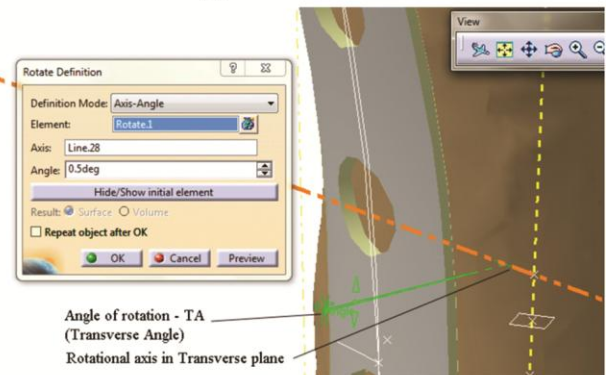 View
Rotate Definition
Definition Mode: Axis-Angle
Element: Rotate.1
Axis: Line.28
Angle: 0.5deg
Hide/Show initial element
Result: Surface Volume
Repeat object after OK
OK Cancel Preview
Angle of rotation - TA
(Transverse Angle)
Rotational axis in Transverse plane